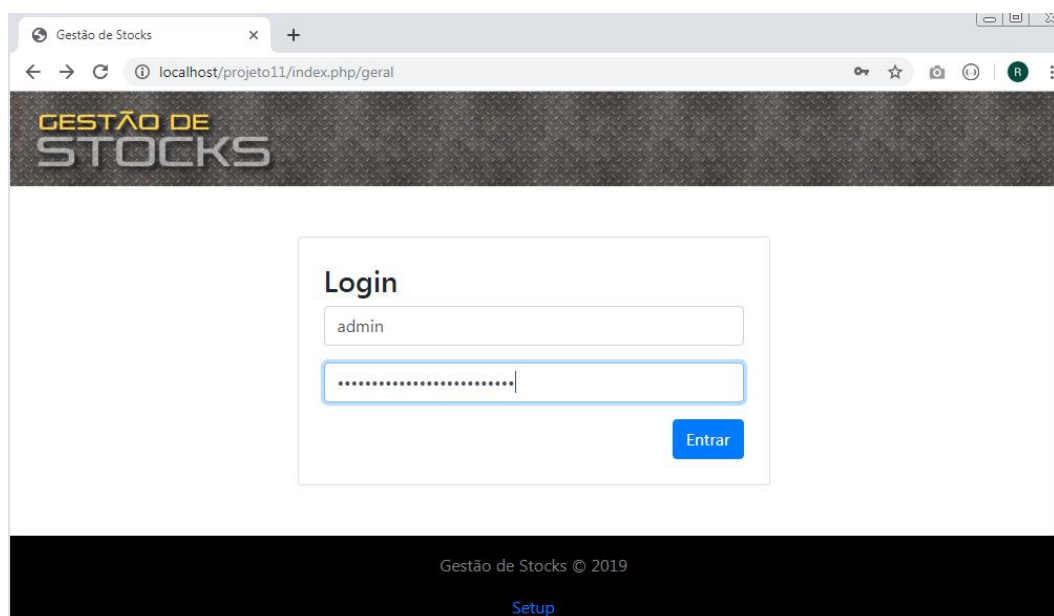 Gestão de Stocks
localhost/projeto11/index.php/geral
R
GESTÃO DE
STOCKS
Login
admin
••••••••••••••••••••••••••
Entrar
Gestão de Stocks © 2019
Setup